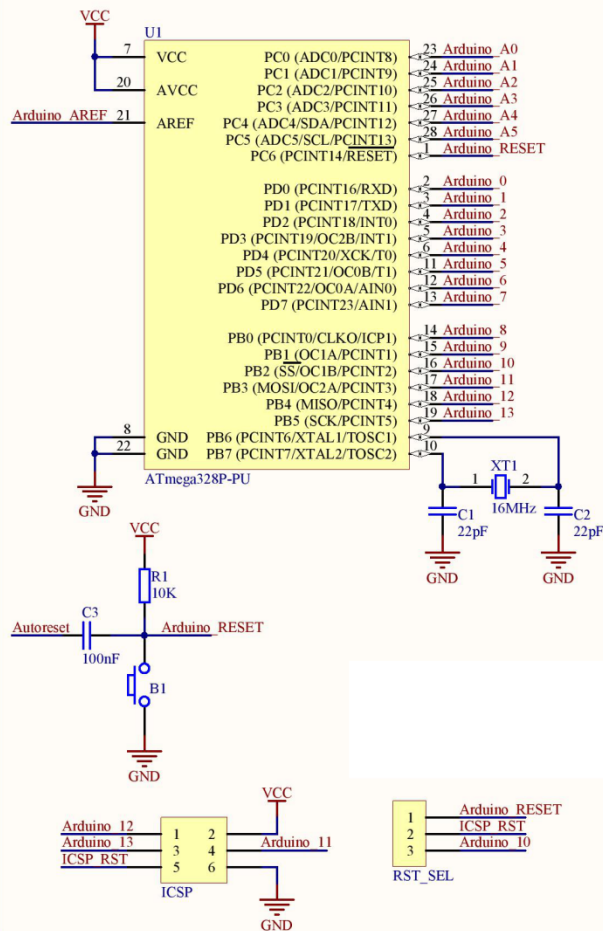 VCC
U1
7 VCC PC0 (ADC0/PCINT8) 23 Arduino_A0
PC1 (ADC1/PCINT9) 24 Arduino_A1
20 AVCC PC2 (ADC2/PCINT10) 25 Arduino_A2
PC3 (ADC3/PCINT11) 26 Arduino_A3
Arduino_AREF 21 AREF PC4 (ADC4/SDA/PCINT12) 27 Arduino_A4
PC5 (ADC5/SCL/PCINT13) 28 Arduino_A5
PC6 (PCINT14/RESET) 1 Arduino_RESET
PD0 (PCINT16/RXD) 2 Arduino_0
PD1 (PCINT17/TXD) 3 Arduino_1
PD2 (PCINT18/INT0) 4 Arduino_2
PD3 (PCINT19/OC2B/INT1) 5 Arduino_3
PD4 (PCINT20/XCK/T0) 6 Arduino_4
PD5 (PCINT21/OC0B/T1) 11 Arduino_5
PD6 (PCINT22/OC0A/AIN0) 12 Arduino_6
PD7 (PCINT23/AIN1) 13 Arduino_7
PB0 (PCINT0/CLKO/ICP1) 14 Arduino_8
PB1 (OC1A/PCINT1) 15 Arduino_9
PB2 (SS/OC1B/PCINT2) 16 Arduino_10
PB3 (MOSI/OC2A/PCINT3) 17 Arduino_11
PB4 (MISO/PCINT4) 18 Arduino_12
PB5 (SCK/PCINT5) 19 Arduino_13
8 GND PB6 (PCINT6/XTAL1/TOSC1) 9
22 GND PB7 (PCINT7/XTAL2/TOSC2) 10
ATmega328P-PU
GND
XT1
1 2
16MHz
C1
22pF
C2
22pF
GND
GND
VCC
R1
10K
C3
Autoreset
100nF
Arduino_RESET
B1
GND
VCC
Arduino_12 1 2
Arduino_13 3 4 Arduino_11
ICSP_RST 5 6
ICSP
GND
1 Arduino_RESET
2 ICSP_RST
3 Arduino_10
RST_SEL